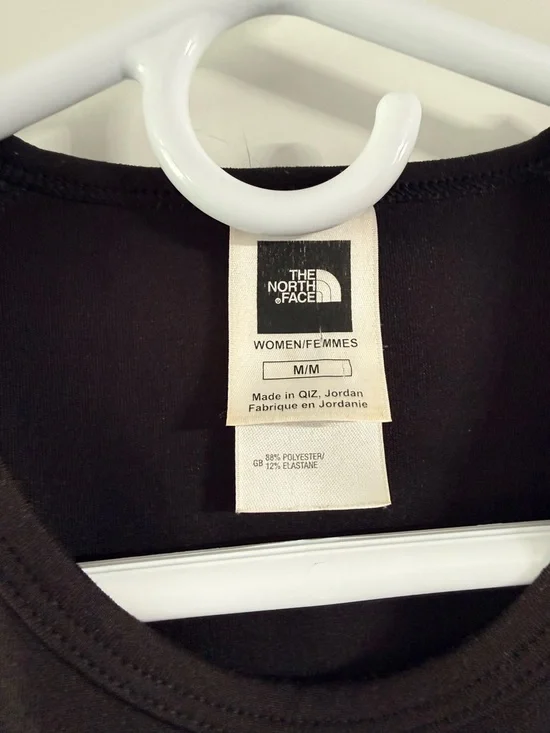 THE
NORTH
®FACE
WOMEN/FEMMES
M/M
Made in QIZ, Jordan
Fabrique en Jordanie
GB 88% POLYESTER/
12% ELASTANE